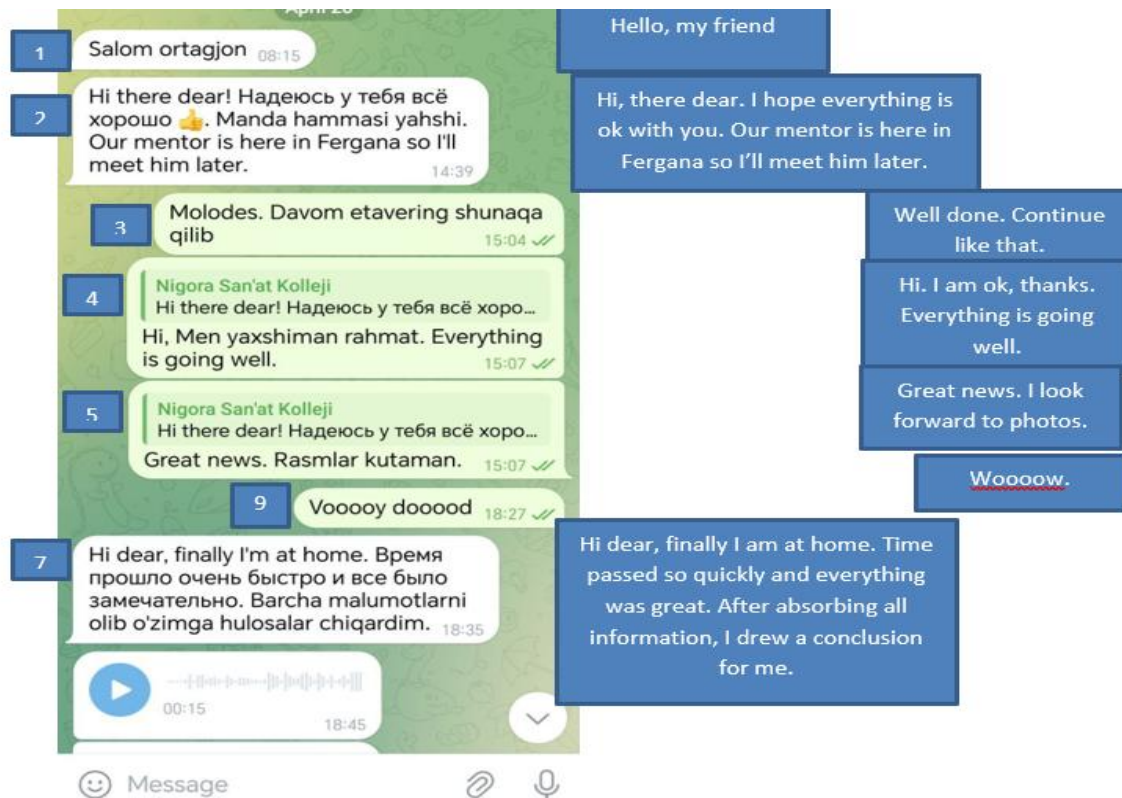 April 26
1
Salom ortagjon 08:15
Hello, my friend
2
Hi there dear! Надеюсь у тебя всё
хорошо 👍. Manda hammasi yahshi.
Our mentor is here in Fergana so I'll
meet him later. 14:39
Hi, there dear. I hope everything is
ok with you. Our mentor is here in
Fergana so I'll meet him later.
3
Molodes. Davom etavering shunaqa
qilib 15:04
Well done. Continue
like that.
4
Nigora San'at Kolleji
Hi there dear! Надеюсь у тебя всё хоро...
Hi, Men yaxshiman rahmat. Everything
is going well. 15:07
Hi. I am ok, thanks.
Everything is going
well.
5
Nigora San'at Kolleji
Hi there dear! Надеюсь у тебя всё хоро...
Great news. Rasmlar kutaman. 15:07
Great news. I look
forward to photos.
9
Vooooy dooood 18:27
Woooow.
7
Hi dear, finally I'm at home. Время
прошло очень быстро и все было
замечательно. Barcha malumotlarni
olib o'zimga hulosalar chiqardim. 18:35
Hi dear, finally I am at home. Time
passed so quickly and everything
was great. After absorbing all
information, I drew a conclusion
for me.
00:15
18:45
Message